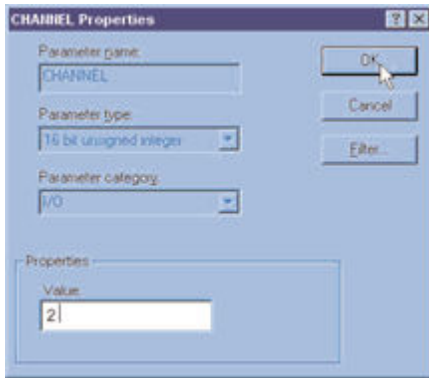 CHANNEL Properties
Parameter name:
CHANNEL
OK
Parameter type:
16 bit unsigned integer
Cancel
Parameter category:
I/O
Filter...
Properties
Value:
2